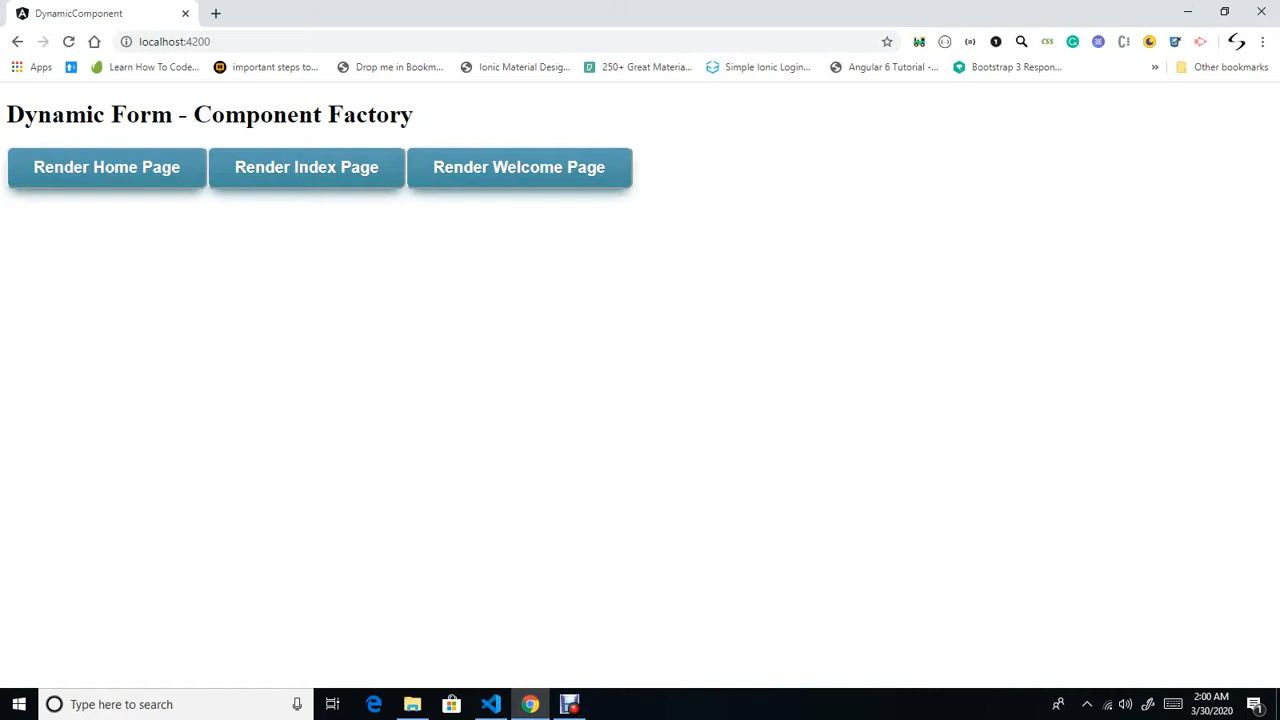 DynamicComponent
localhost:4200
Apps
Learn How To Code...
important steps to...
Drop me in Bookm...
Ionic Material Desig...
250+ Great Materia...
Simple Ionic Login...
Angular 6 Tutorial -...
Bootstrap 3 Respon...
»
Other bookmarks
Dynamic Form - Component Factory
Render Home Page
Render Index Page
Render Welcome Page
Type here to search
2:00 AM
3/30/2020